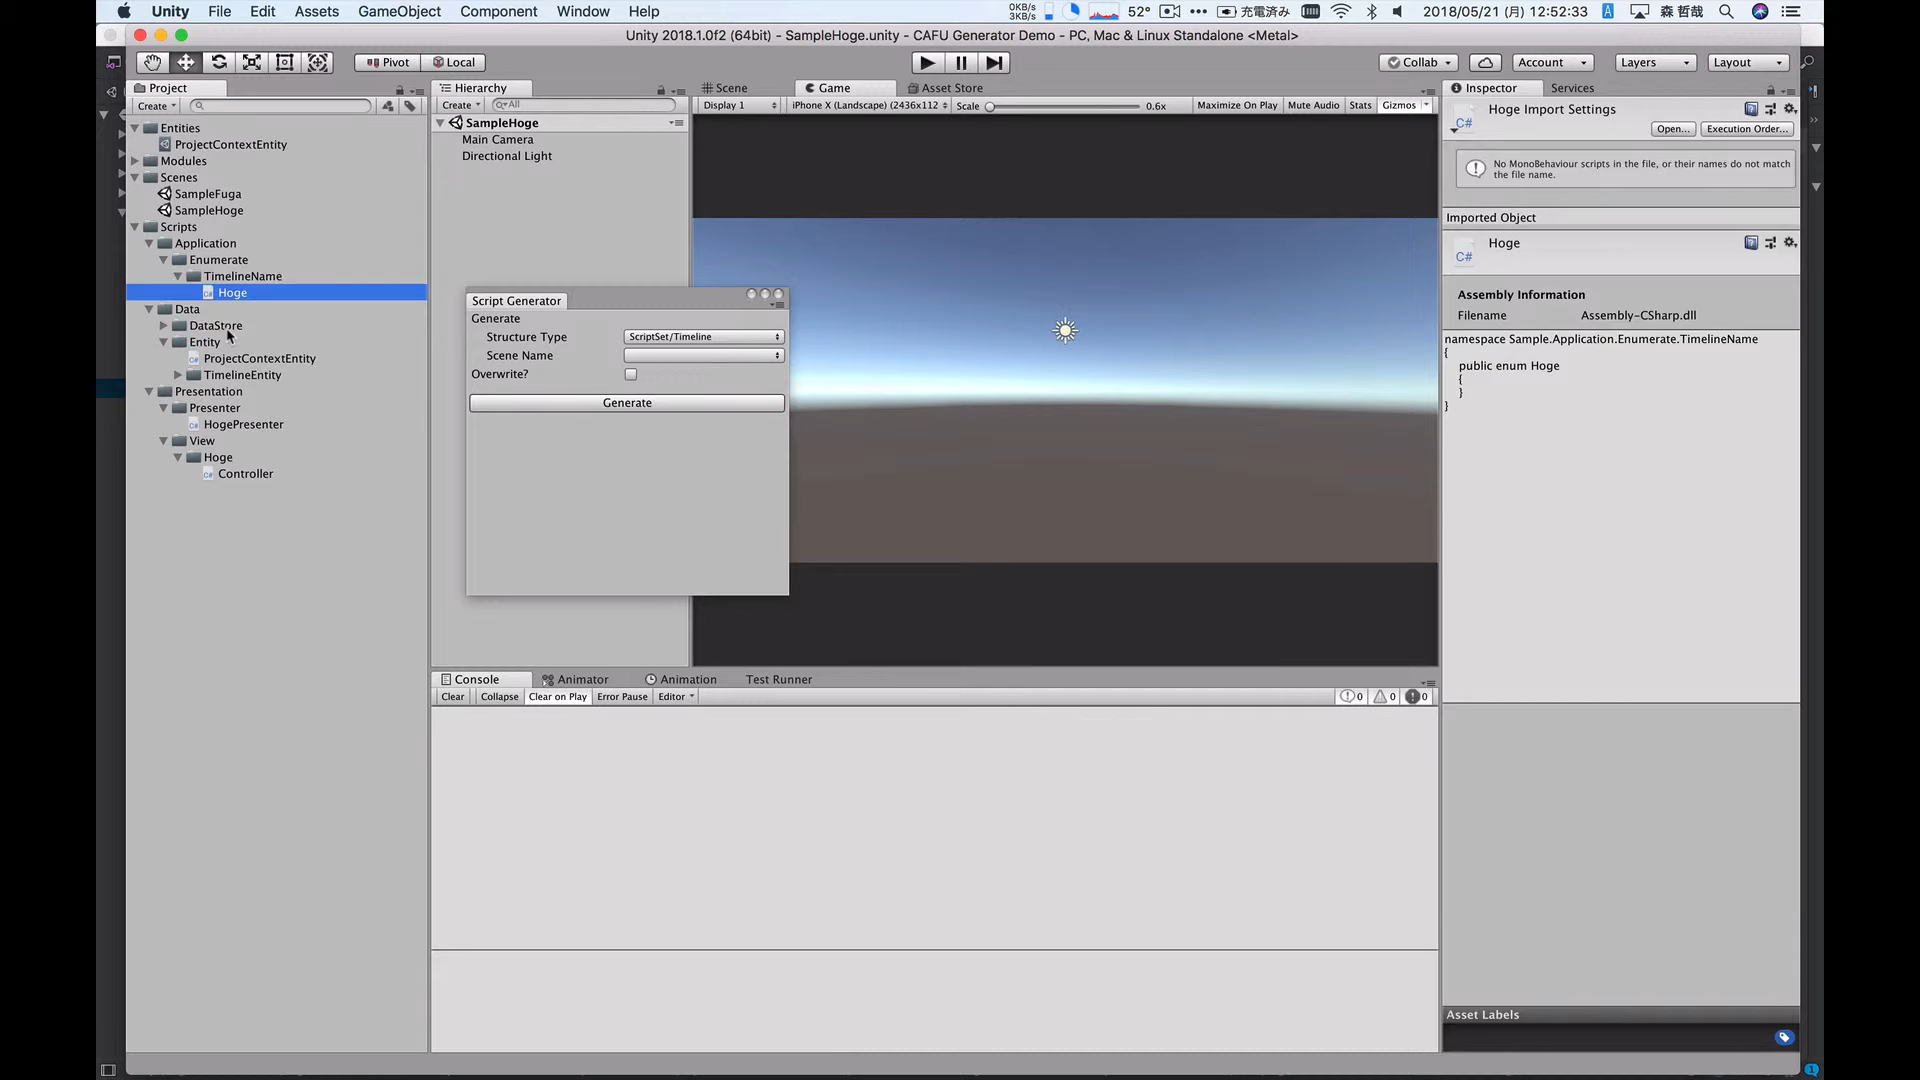 Unity File Edit Assets GameObject Component Window Help
0KB/s
3KB/s
52° 充電済み A 2018/05/21 (月) 12:52:33 森 哲哉
Unity 2018.1.0f2 (64bit) - SampleHoge.unity - CAFU Generator Demo - PC, Mac & Linux Standalone <Metal>
Pivot Local Collab Account Layers Layout
Project
Create
Entities
ProjectContextEntity
Modules
Scenes
SampleFuga
SampleHoge
Scripts
Application
Enumerate
TimelineName
Hoge
Data
DataStore
Entity
ProjectContextEntity
TimelineEntity
Presentation
Presenter
HogePresenter
View
Hoge
Controller
Hierarchy
Create All
SampleHoge
Main Camera
Directional Light
Script Generator
Generate
Structure Type ScriptSet/Timeline
Scene Name
Overwrite?
Generate
Scene Game Asset Store
Display 1 iPhone X (Landscape) (2436x112 Scale 0.6x Maximize On Play Mute Audio Stats Gizmos
Console Animator Animation Test Runner
Clear Collapse Clear on Play Error Pause Editor 0 0 0
Inspector Services
Hoge Import Settings
C#
Open... Execution Order...
No MonoBehaviour scripts in the file, or their names do not match
the file name.
Imported Object
Hoge
C#
Assembly Information
Filename Assembly-CSharp.dll
namespace Sample.Application.Enumerate.TimelineName
{
public enum Hoge
{
}
}
Asset Labels